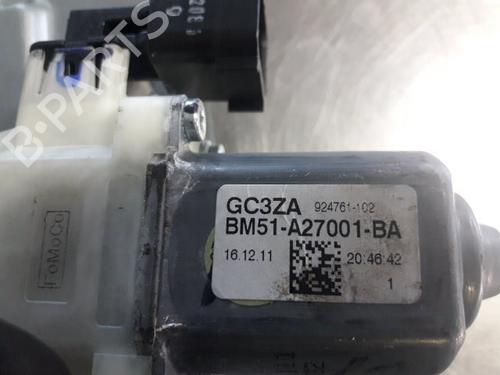 B-PARTS
FoMoCo
GC3ZA 924761-102
BM51-A27001-BA
16.12.11 20:46:42
1